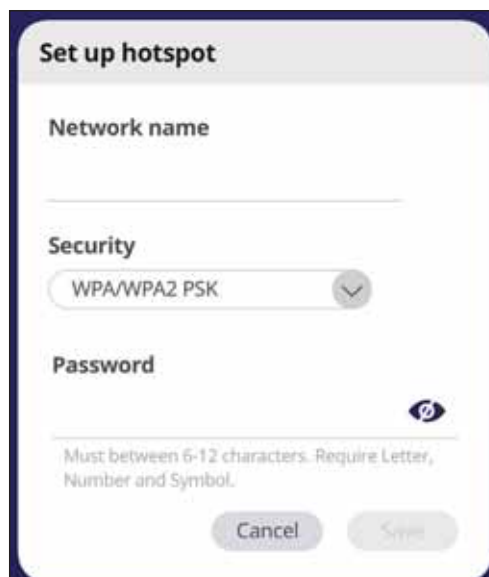 Set up hotspot
Network name
Security
WPA/WPA2 PSK
Password
Must between 6-12 characters. Require Letter,
Number and Symbol.
Cancel
Save